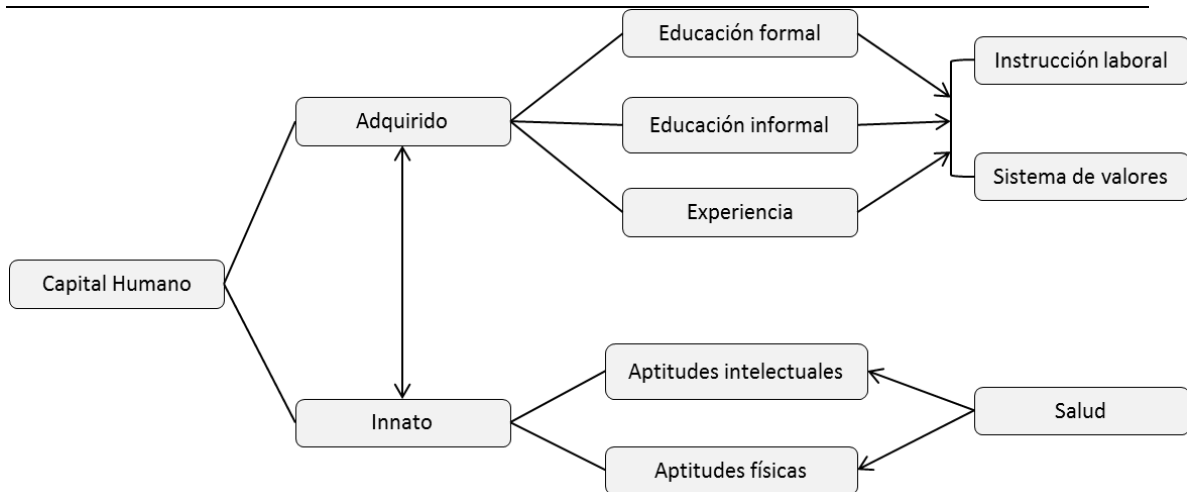 Educación formal
Instrucción laboral
Adquirido
Educación informal
Sistema de valores
Experiencia
Capital Humano
Aptitudes intelectuales
Innato
Salud
Aptitudes físicas